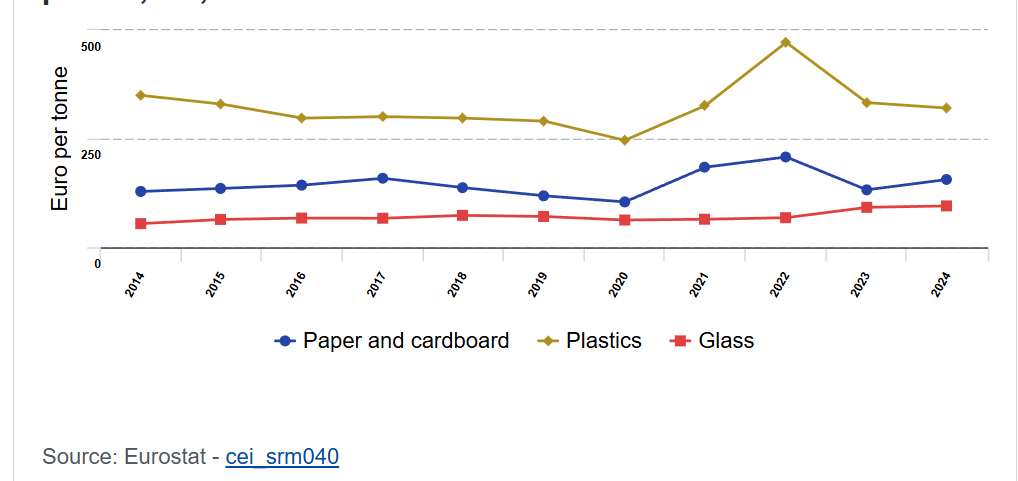 500
250
0
Euro per tonne
2014 2015 2016 2017 2018 2019 2020 2021 2022 2023 2024
Paper and cardboard Plastics Glass
Source: Eurostat - cei_srm040